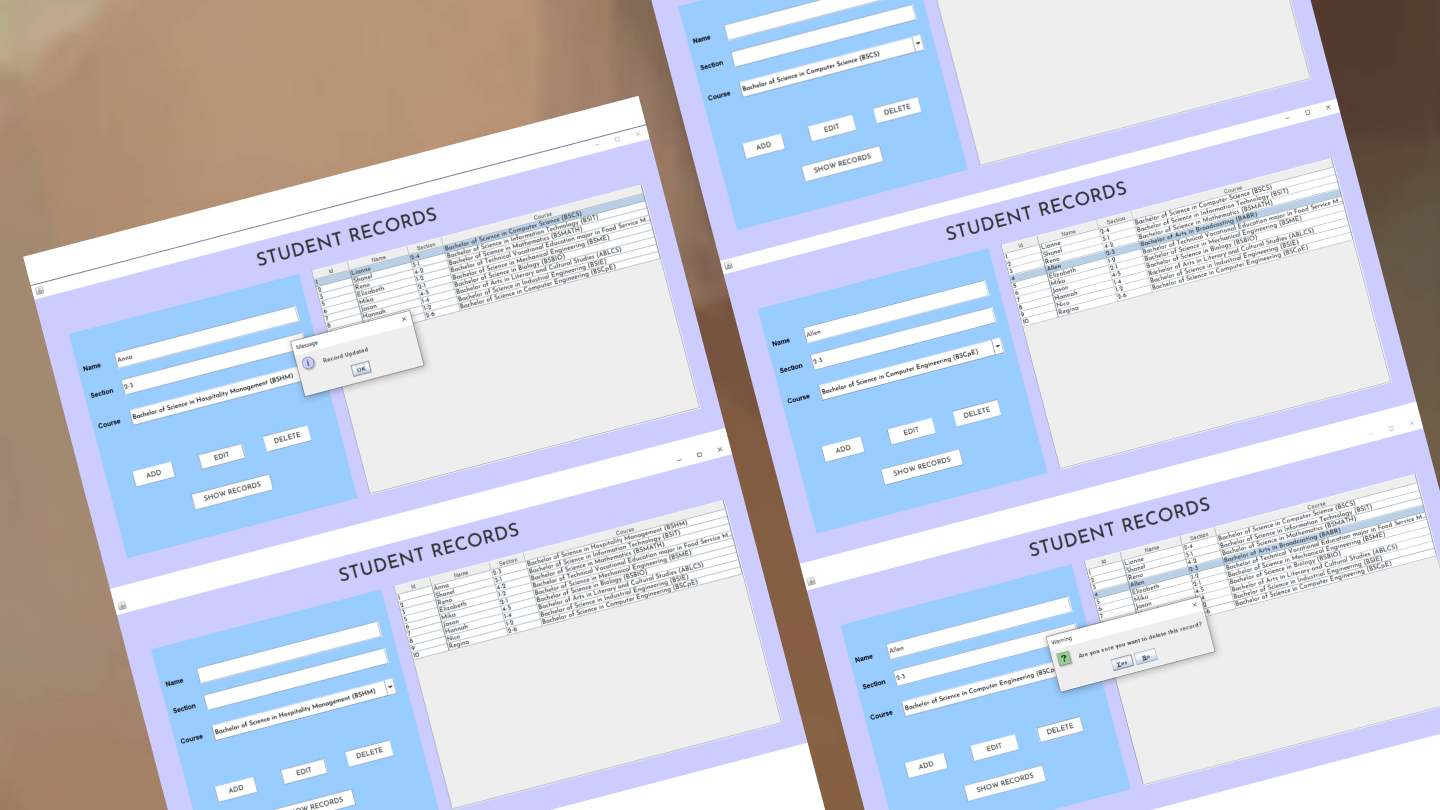 STUDENT RECORDS
Id Name Section Course
1 Lianne 2-4 Bachelor of Science in Computer Science (BSCS)
Shanel 3-1 Bachelor of Science in Information Technology (BSIT)
3 Reno 4-2 Bachelor of Science in Mathematics (BSMATH)
Elizabeth 1-2 Bachelor of Technical Vocational Education major in Food Service M...
5 Mika 2-1 Bachelor of Science in Mechanical Engineering (BSME)
6 Jason 4-5 Bachelor of Science in Biology (BSBIO)
7 Hannah 1-4 Bachelor of Arts in Literary and Cultural Studies (ABLCS)
8 1-2 Bachelor of Science in Industrial Engineering (BSIE)
2-6 Bachelor of Science in Computer Engineering (BSCpE)
Name Anna
Section 2-3
Course Bachelor of Science in Hospitality Management (BSHM)
Message
Record Updated
OK
ADD EDIT DELETE
SHOW RECORDS
STUDENT RECORDS
Id Name Section Course
1 Anna 2-3 Bachelor of Science in Hospitality Management (BSHM)
2 Shanel 3-1 Bachelor of Science in Information Technology (BSIT)
3 Reno 4-2 Bachelor of Science in Mathematics (BSMATH)
5 Elizabeth 1-2 Bachelor of Technical Vocational Education major in Food Service M...
6 Mika 2-1 Bachelor of Science in Mechanical Engineering (BSME)
7 Jason 4-5 Bachelor of Science in Biology (BSBIO)
8 Hannah 1-4 Bachelor of Arts in Literary and Cultural Studies (ABLCS)
9 Nico 1-2 Bachelor of Science in Industrial Engineering (BSIE)
10 Regina 2-6 Bachelor of Science in Computer Engineering (BSCpE)
Name
Section
Course Bachelor of Science in Hospitality Management (BSHM)
ADD EDIT DELETE
SHOW RECORDS
Name
Section
Course Bachelor of Science in Computer Science (BSCS)
ADD EDIT DELETE
SHOW RECORDS
STUDENT RECORDS
Id Name Section Course
1 Lianne 2-4 Bachelor of Science in Computer Science (BSCS)
2 Shanel 3-1 Bachelor of Science in Information Technology (BSIT)
3 Reno 4-2 Bachelor of Science in Mathematics (BSMATH)
4 Allen 2-3 Bachelor of Arts in Broadcasting (BABR)
5 Elizabeth 1-2 Bachelor of Technical Vocational Education major in Food Service M...
6 Mika 2-1 Bachelor of Science in Mechanical Engineering (BSME)
7 Jason 4-5 Bachelor of Science in Biology (BSBIO)
8 Hannah 1-4 Bachelor of Arts in Literary and Cultural Studies (ABLCS)
9 Nico 1-2 Bachelor of Science in Industrial Engineering (BSIE)
10 Regina 2-6 Bachelor of Science in Computer Engineering (BSCpE)
Name Allen
Section 2-3
Course Bachelor of Science in Computer Engineering (BSCpE)
ADD EDIT DELETE
SHOW RECORDS
STUDENT RECORDS
Id Name Section Course
1 Lianne 2-4 Bachelor of Science in Computer Science (BSCS)
2 Shanel 3-1 Bachelor of Science in Information Technology (BSIT)
3 Reno 4-2 Bachelor of Science in Mathematics (BSMATH)
4 Allen 2-3 Bachelor of Arts in Broadcasting (BABR)
5 Elizabeth 1-2 Bachelor of Technical Vocational Education major in Food Service M...
6 Mika 2-1 Bachelor of Science in Mechanical Engineering (BSME)
7 Jason 4-5 Bachelor of Science in Biology (BSBIO)
Bachelor of Arts in Literary and Cultural Studies (ABLCS)
Bachelor of Science in Industrial Engineering (BSIE)
Bachelor of Science in Computer Engineering (BSCpE)
Name Allen
Section 2-3
Course Bachelor of Science in Computer Engineering (BSCp
Warning
Are you sure you want to delete this record?
Yes No
ADD EDIT DELETE
SHOW RECORDS